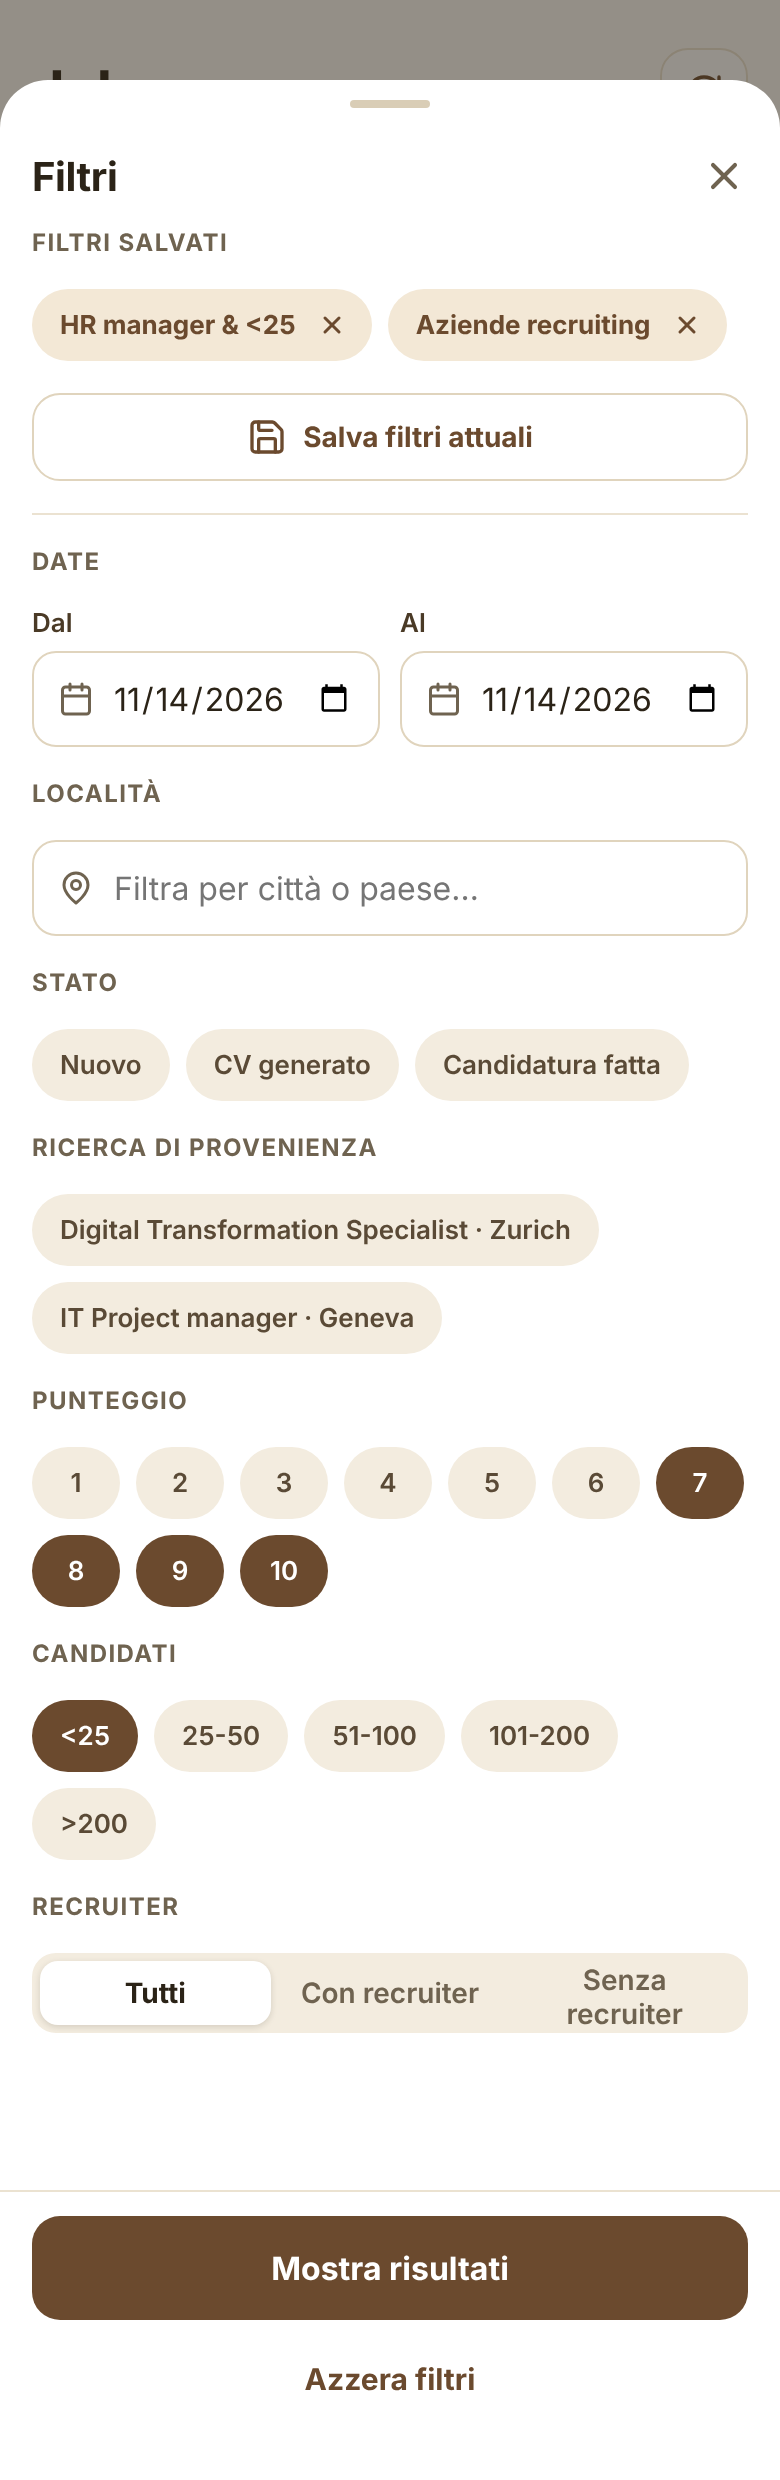 Filtri
FILTRI SALVATI
HR manager & <25
Aziende recruiting
Salva filtri attuali
DATE
Dal
Al
11/14/2026
11/14/2026
LOCALITÀ
Filtra per città o paese...
STATO
Nuovo
CV generato
Candidatura fatta
RICERCA DI PROVENIENZA
Digital Transformation Specialist · Zurich
IT Project manager · Geneva
PUNTEGGIO
1 2 3 4 5 6 7
8 9 10
CANDIDATI
<25 25-50 51-100 101-200
>200
RECRUITER
Tutti
Con recruiter
Senza
recruiter
Mostra risultati
Azzera filtri